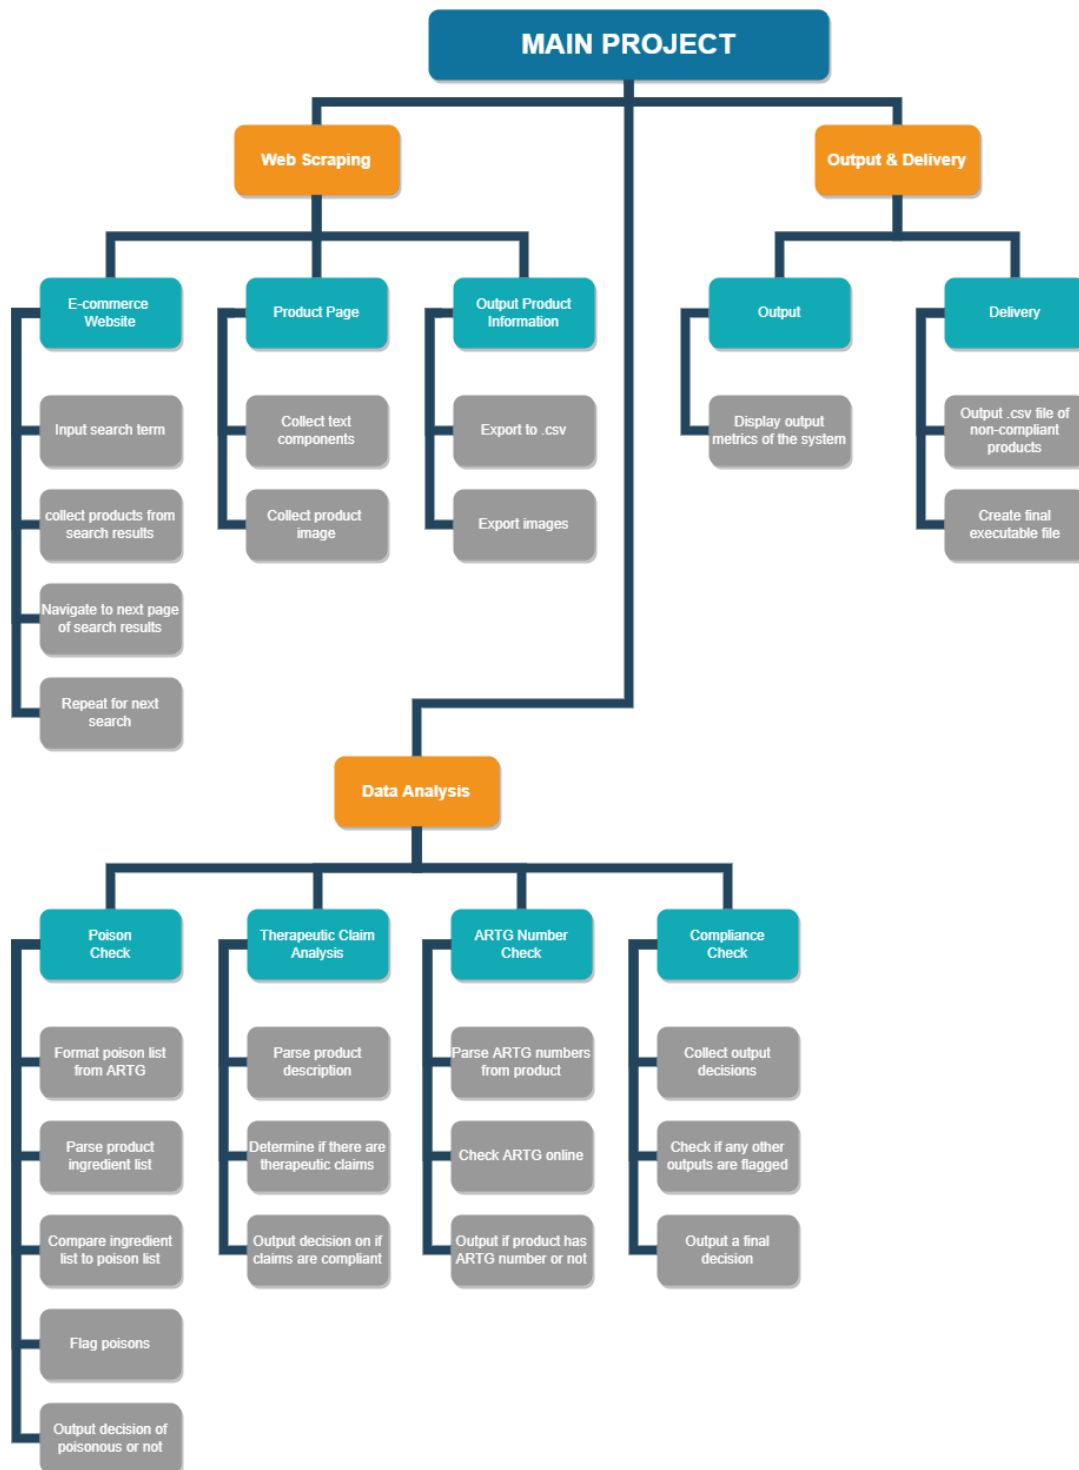 MAIN PROJECT
Web Scraping
Output & Delivery
E-commerce
Website
Product Page
Output Product
Information
Output
Delivery
Input search term
Collect text
components
Export to .csv
Display output
metrics of the system
Output .csv file of
non-compliant
products
collect products from
search results
Collect product
image
Export images
Create final
executable file
Navigate to next page
of search results
Repeat for next
search
Data Analysis
Poison
Check
Therapeutic Claim
Analysis
ARTG Number
Check
Compliance
Check
Format poison list
from ARTG
Parse product
description
Parse ARTG numbers
from product
Collect output
decisions
Parse product
ingredient list
Determine if there are
therapeutic claims
Check ARTG online
Check if any other
outputs are flagged
Compare ingredient
list to poison list
Output decision on if
claims are compliant
Output if product has
ARTG number or not
Output a final
decision
Flag poisons
Output decision of
poisonous or not